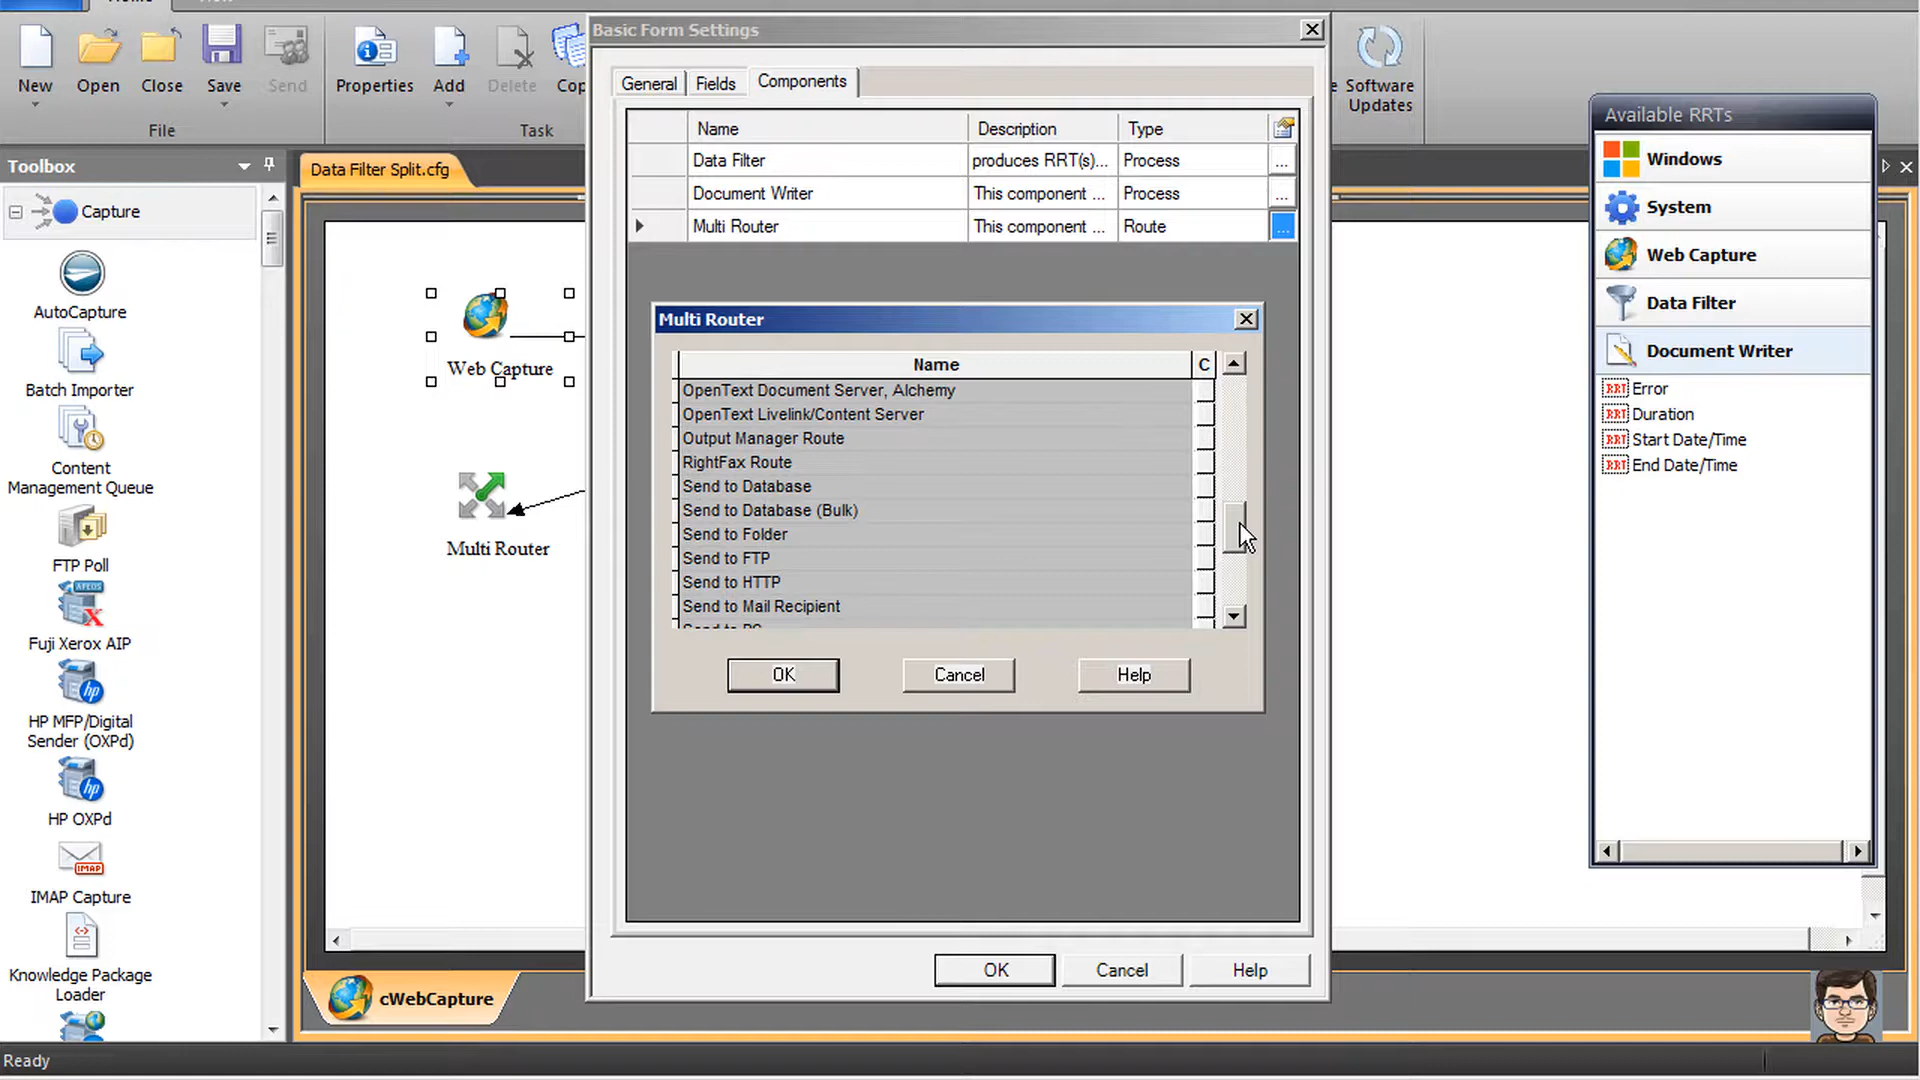 Basic Form Settings
New
Open
Close
Save
Send
Properties
Add
Delete
Software
Updates
File
Task
General
Fields
Components
Name
Description
Type
Data Filter
produces RRT(s)...
Process
...
Document Writer
This component ...
Process
...
Multi Router
This component ...
Route
...
Toolbox
Capture
AutoCapture
Batch Importer
Content
Management Queue
FTP Poll
Fuji Xerox AIP
HP MFP/Digital
Sender (OXPd)
HP OXPd
IMAP
IMAP Capture
Knowledge Package
Loader
Data Filter Split.cfg
Web Capture
Multi Router
Multi Router
Name
C
OpenText Document Server, Alchemy
OpenText Livelink/Content Server
Output Manager Route
RightFax Route
Send to Database
Send to Database (Bulk)
Send to Folder
Send to FTP
Send to HTTP
Send to Mail Recipient
OK
Cancel
Help
OK
Cancel
Help
Available RRTs
Windows
System
Web Capture
Data Filter
Document Writer
RRT Error
RRT Duration
RRT Start Date/Time
RRT End Date/Time
cWebCapture
Ready